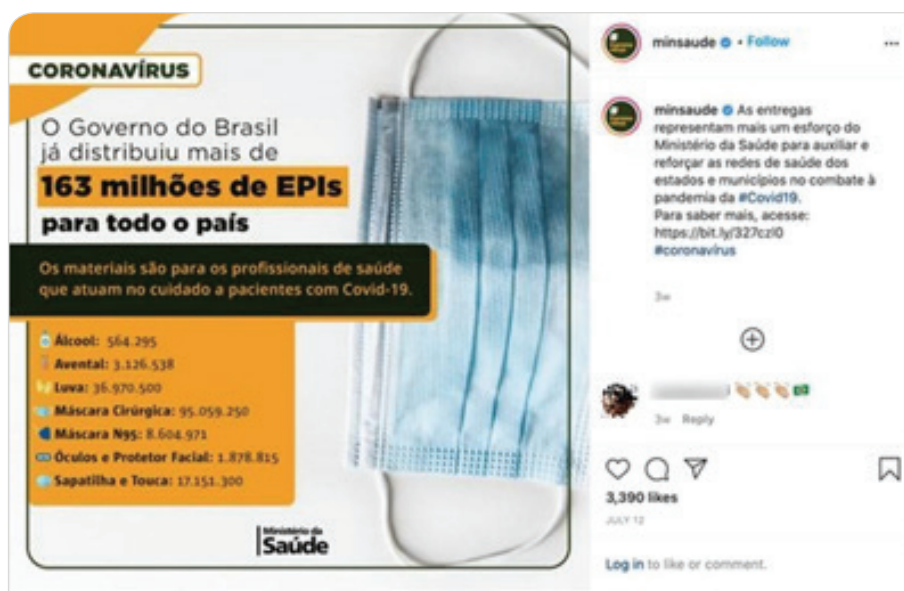 CORONAVÍRUS
O Governo do Brasil
já distribuiu mais de
163 milhões de EPIs
para todo o país
Os materiais são para os profissionais de saúde
que atuam no cuidado a pacientes com Covid-19.
Álcool: 564.295
Avental: 3.126.538
Luva: 36.970.500
Máscara Cirúrgica: 95.059.250
Máscara N95: 8.604.971
Óculos e Protetor Facial: 1.878.815
Sapatilha e Touca: 17.151.300
Ministério da
Saúde
minsaude • Follow
minsaude As entregas
representam mais um esforço do
Ministério da Saúde para auxiliar e
reforçar as redes de saúde dos
estados e municípios no combate à
pandemia da #Covid19.
Para saber mais, acesse:
https://bit.ly/327czl0
#coronavírus
3w
3w Reply
3,390 likes
JULY 12
Log in to like or comment.